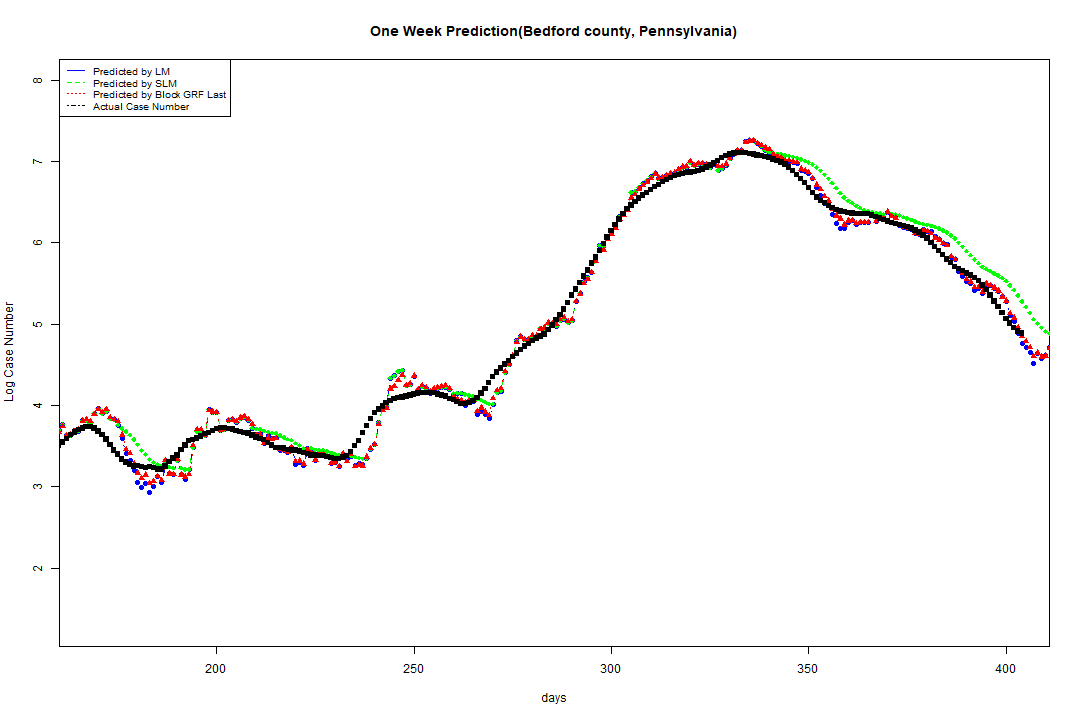 One Week Prediction(Bedford county, Pennsylvania)
Predicted by LM
Predicted by SLM
Predicted by Block GRF Last
Actual Case Number
8
7
6
5
4
3
2
Log Case Number
200 250 300 350 400
days